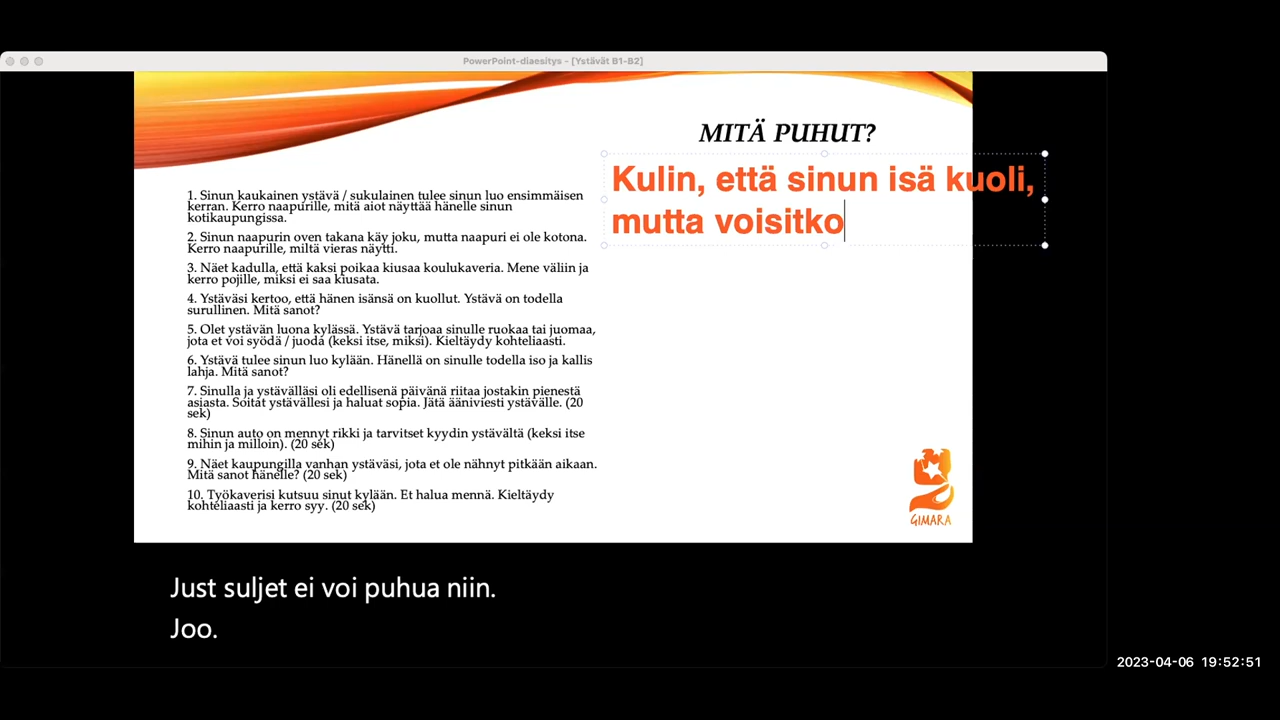 PowerPoint-diaesitys - [Ystävät B1-B2]
MITÄ PUHUT?
Kulin, että sinun isä kuoli,
mutta voisitko
1. Sinun kaukainen ystävä / sukulainen tulee sinun luo ensimmäisen
kerran. Kerro naapurille, mitä aiot näyttää hänelle sinun
kotikaupungissa.
2. Sinun naapurin oven takana käy joku, mutta naapuri ei ole kotona.
Kerro naapurille, miltä vieras näytti.
3. Näet kadulla, että kaksi poikaa kiusaa koulukaveria. Mene väliin ja
kerro pojille, miksi ei saa kiusata.
4. Ystäväsi kertoo, että hänen isänsä on kuollut. Ystävä on todella
surullinen. Mitä sanot?
5. Olet ystävän luona kylässä. Ystävä tarjoaa sinulle ruokaa tai juomaa,
jota et voi syödä / juoda (keksi itse, miksi). Kieltäydy kohteliaasti.
6. Ystävä tulee sinun luo kylään. Hänellä on sinulle todella iso ja kallis
lahja. Mitä sanot?
7. Sinulla ja ystävälläsi oli edellisenä päivänä riitaa jostakin pienestä
asiasta. Soitat ystävällesi ja haluat sopia. Jätä ääniviesti ystävälle. (20
sek)
8. Sinun auto on mennyt rikki ja tarvitset kyydin ystävältä (keksi itse
mihin ja milloin). (20 sek)
9. Näet kaupungilla vanhan ystäväsi, jota et ole nähnyt pitkään aikaan.
Mitä sanot hänelle? (20 sek)
10. Työkaverisi kutsuu sinut kylään. Et halua mennä. Kieltäydy
kohteliaasti ja kerro syy. (20 sek)
GIMARA
Just suljet ei voi puhua niin.
Joo.
2023-04-06 19:52:51